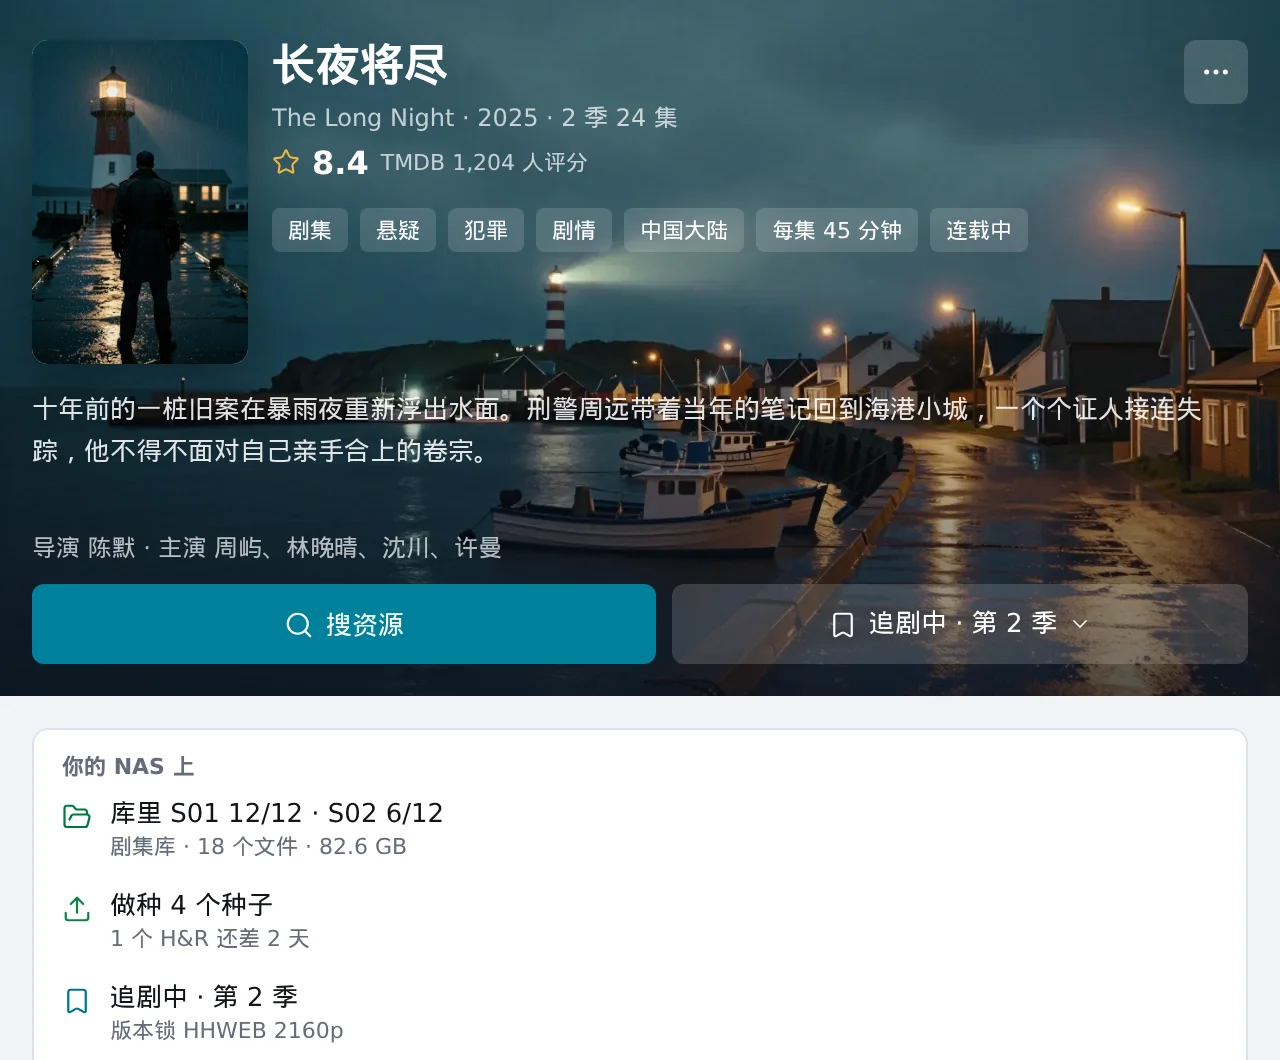 长夜将尽
The Long Night · 2025 · 2 季 24 集
8.4 TMDB 1,204 人评分
剧集 悬疑 犯罪 剧情 中国大陆 每集 45 分钟 连载中
十年前的一桩旧案在暴雨夜重新浮出水面。刑警周远带着当年的笔记回到海港小城，一个个证人接连失
踪，他不得不面对自己亲手合上的卷宗。
导演 陈默 · 主演 周屿、林晚晴、沈川、许曼
搜资源
追剧中 · 第 2 季
你的 NAS 上
库里 S01 12/12 · S02 6/12
剧集库 · 18 个文件 · 82.6 GB
做种 4 个种子
1 个 H&R 还差 2 天
追剧中 · 第 2 季
版本锁 HHWEB 2160p